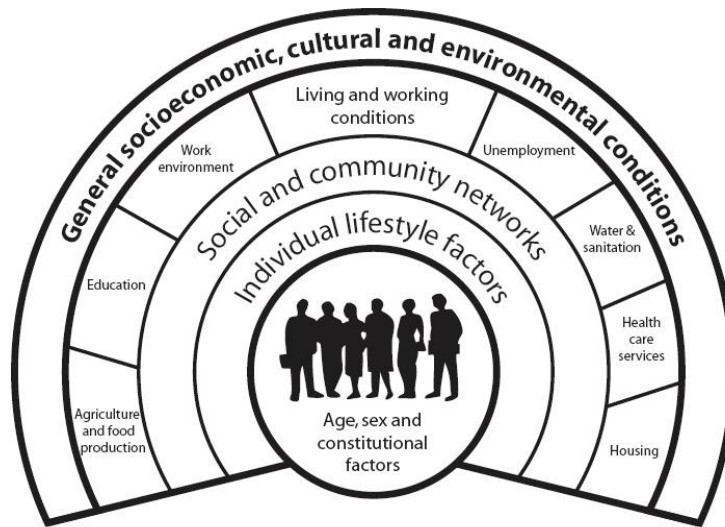 General socioeconomic, cultural and environmental conditions
Living and working
conditions
Work
environment
Unemployment
Social and community networks
Water &
sanitation
Individual lifestyle factors
Education
Health
care
services
Agriculture
and food
production
Age, sex and
constitutional
factors
Housing